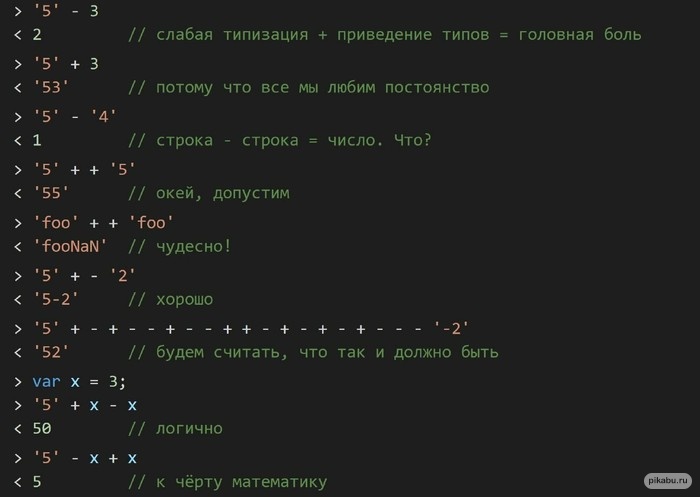 > '5' - 3
< 2 // слабая типизация + приведение типов = головная боль
> '5' + 3
< '53' // потому что все мы любим постоянство
> '5' - '4'
< 1 // строка - строка = число. Что?
> '5' + + '5'
< '55' // окей, допустим
> 'foo' + + 'foo'
< 'fooNaN' // чудесно!
> '5' + - '2'
< '5-2' // хорошо
> '5' + - + - - + - - + + - + - + - + - - - '-2'
< '52' // будем считать, что так и должно быть
> var x = 3;
> '5' + x - x
< 50 // логично
> '5' - x + x
< 5 // к чёрту математику
pikabu.ru